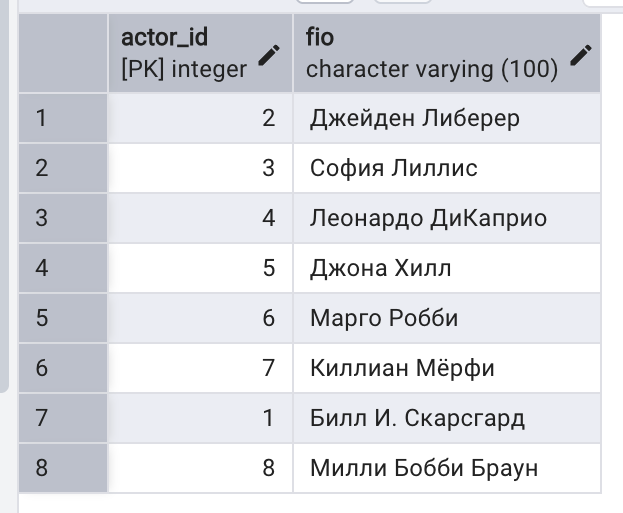 actor_id fio
[PK] integer character varying (100)
1 2 Джейден Либерер
2 3 София Лиллис
3 4 Леонардо ДиКаприо
4 5 Джона Хилл
5 6 Марго Робби
6 7 Киллиан Мёрфи
7 1 Билл И. Скарсгард
8 8 Милли Бобби Браун